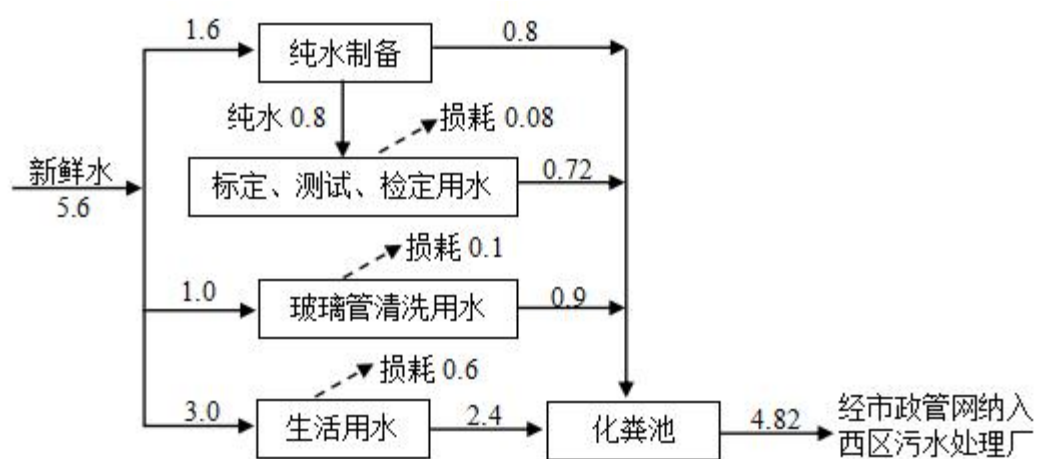 1.6
纯水制备
0.8
纯水 0.8
损耗 0.08
新鲜水
5.6
标定、测试、检定用水
0.72
损耗 0.1
1.0
玻璃管清洗用水
0.9
损耗 0.6
3.0
生活用水
2.4
化粪池
4.82
经市政管网纳入
西区污水处理厂